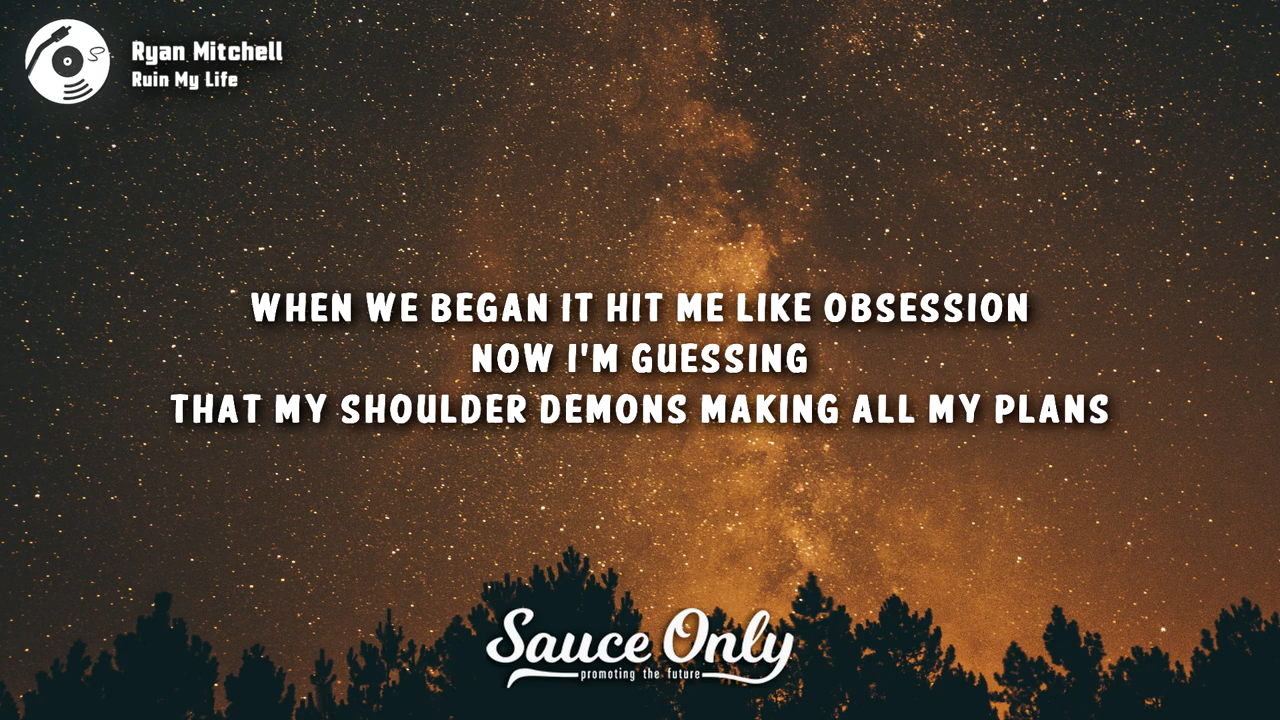 Ryan Mitchell
Ruin My Life
WHEN WE BEGAN IT HIT ME LIKE OBSESSION
NOW I'M GUESSING
THAT MY SHOULDER DEMONS MAKING ALL MY PLANS
Sauce Only
promoting the future